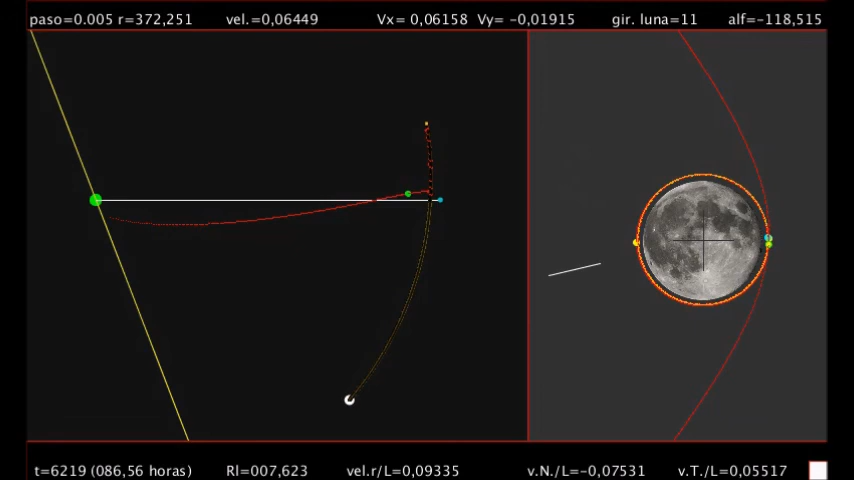 paso=0.005 r=372,251 vel.=0,06449 Vx= 0,06158 Vy= -0,01915 gir. luna=11 alf=-118,515
t=6219 (086,56 horas) Rl=007,623 vel.r/L=0,09335 v.N./L=-0,07531 v.T./L=0,05517